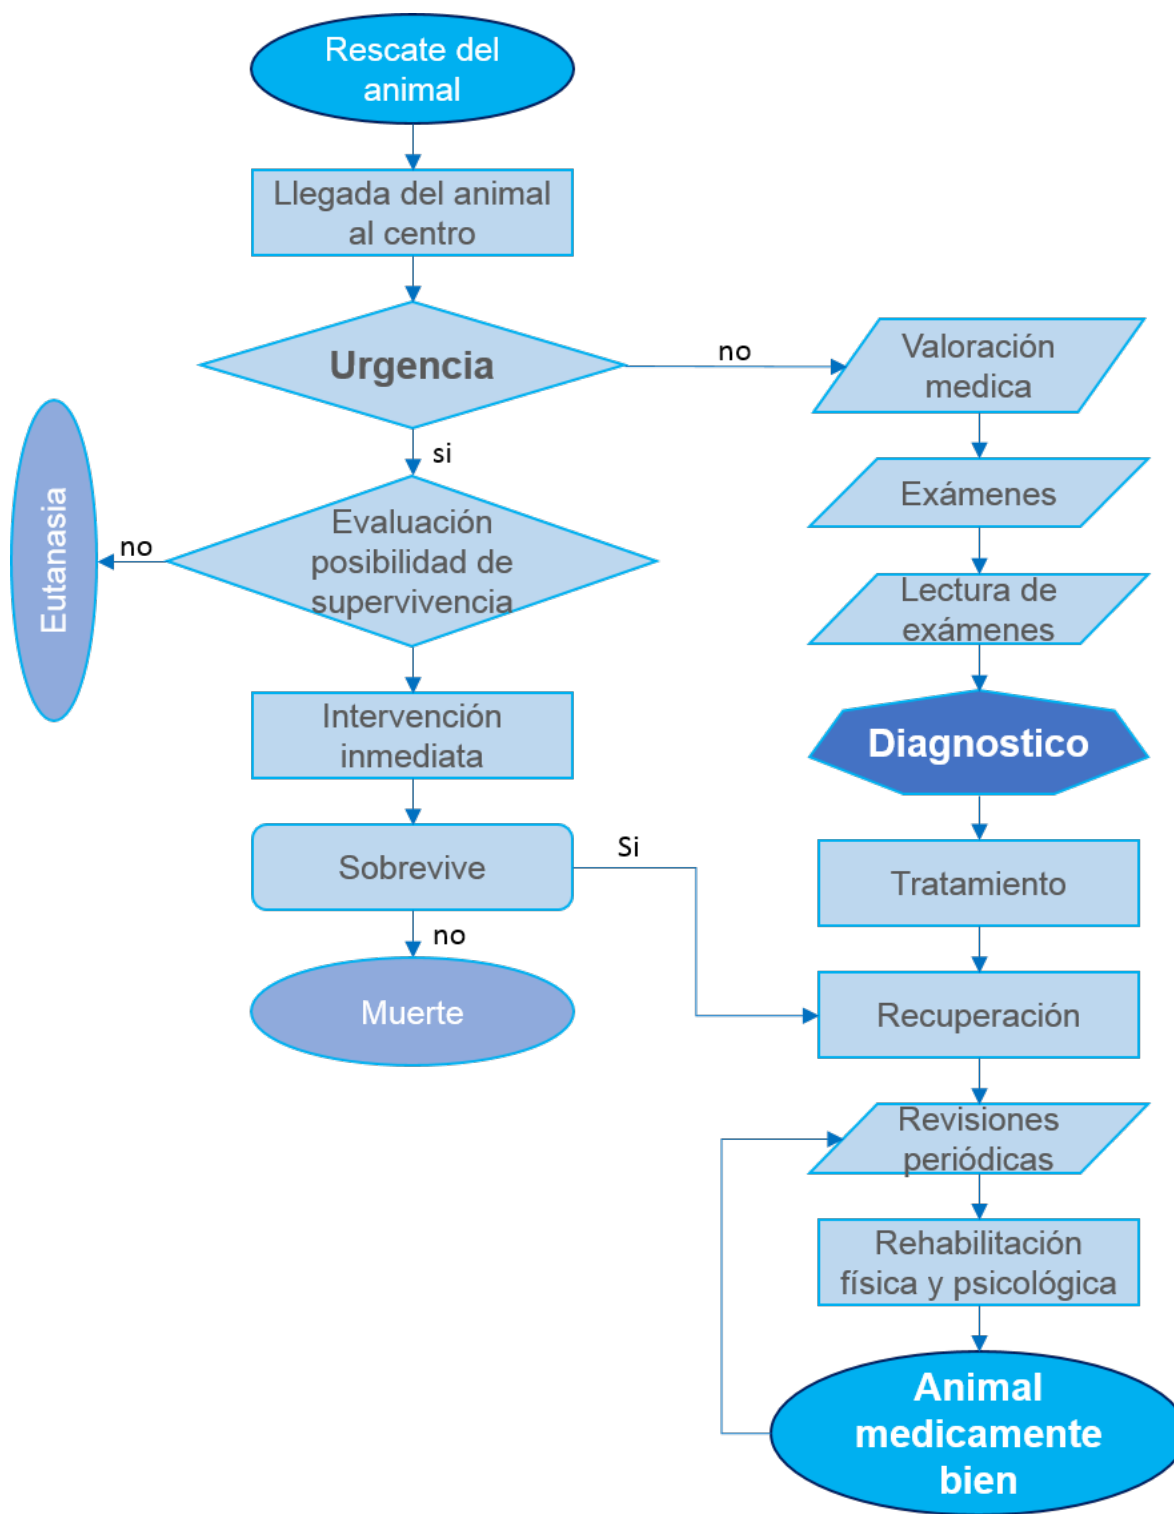 Rescate del
animal
Llegada del animal
al centro
Urgencia
no
Valoración
medica
si
Exámenes
Eutanasia
no
Evaluación
posibilidad de
supervivencia
Lectura de
exámenes
Intervención
inmediata
Diagnostico
Sobrevive
Si
Tratamiento
no
Muerte
Recuperación
Revisiones
periódicas
Rehabilitación
física y psicológica
Animal
medicamente
bien